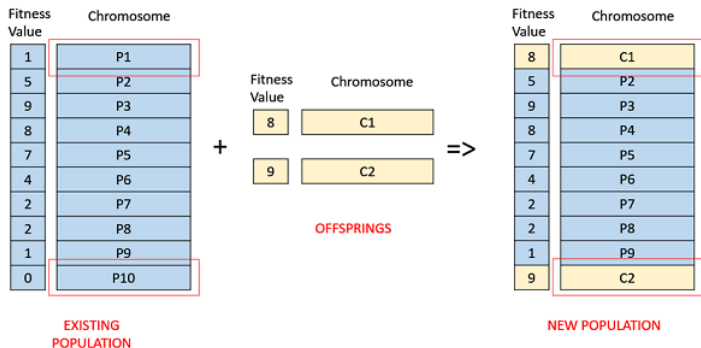 Fitness Value Chromosome
1 P1
5 P2
9 P3
8 P4
7 P5
4 P6
2 P7
2 P8
1 P9
0 P10
EXISTING
POPULATION
+
Fitness Value Chromosome
8 C1
9 C2
OFFSPRINGS
=>
Fitness Value Chromosome
8 C1
5 P2
9 P3
8 P4
7 P5
4 P6
2 P7
2 P8
1 P9
9 C2
NEW POPULATION